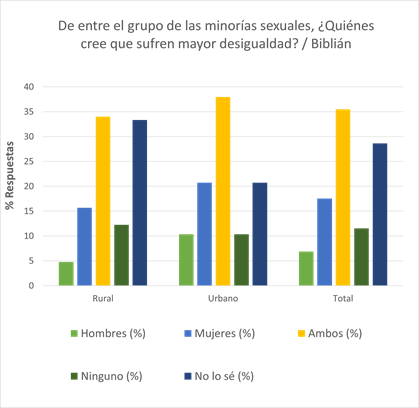 De entre el grupo de las minorías sexuales, ¿Quiénes
cree que sufren mayor desigualdad? / Biblián
% Respuestas
40
35
30
25
20
15
10
5
0
Rural Urbano Total
Hombres (%) Mujeres (%) Ambos (%)
Ninguno (%) No lo sé (%)